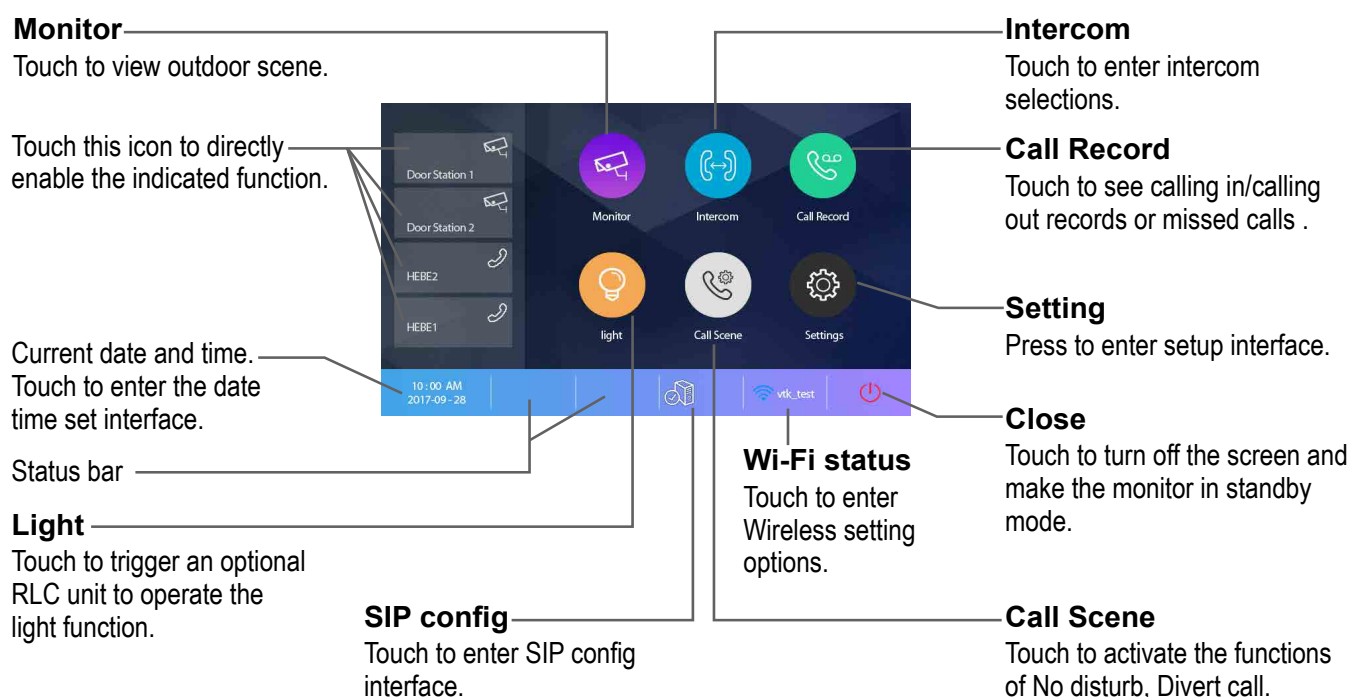 Monitor
Touch to view outdoor scene.
Touch this icon to directly
enable the indicated function.
Current date and time.
Touch to enter the date
time set interface.
Status bar
Light
Touch to trigger an optional
RLC unit to operate the
light function.
Door Station 1
Door Station 2
HEBE2
HEBE1
Monitor
Intercom
Call Record
light
Call Scene
Settings
10:00 AM
2017-09-28
vtk_test
SIP config
Touch to enter SIP config
interface.
Wi-Fi status
Touch to enter
Wireless setting
options.
Intercom
Touch to enter intercom
selections.
Call Record
Touch to see calling in/calling
out records or missed calls .
Setting
Press to enter setup interface.
Close
Touch to turn off the screen and
make the monitor in standby
mode.
Call Scene
Touch to activate the functions
of No disturb, Divert call.